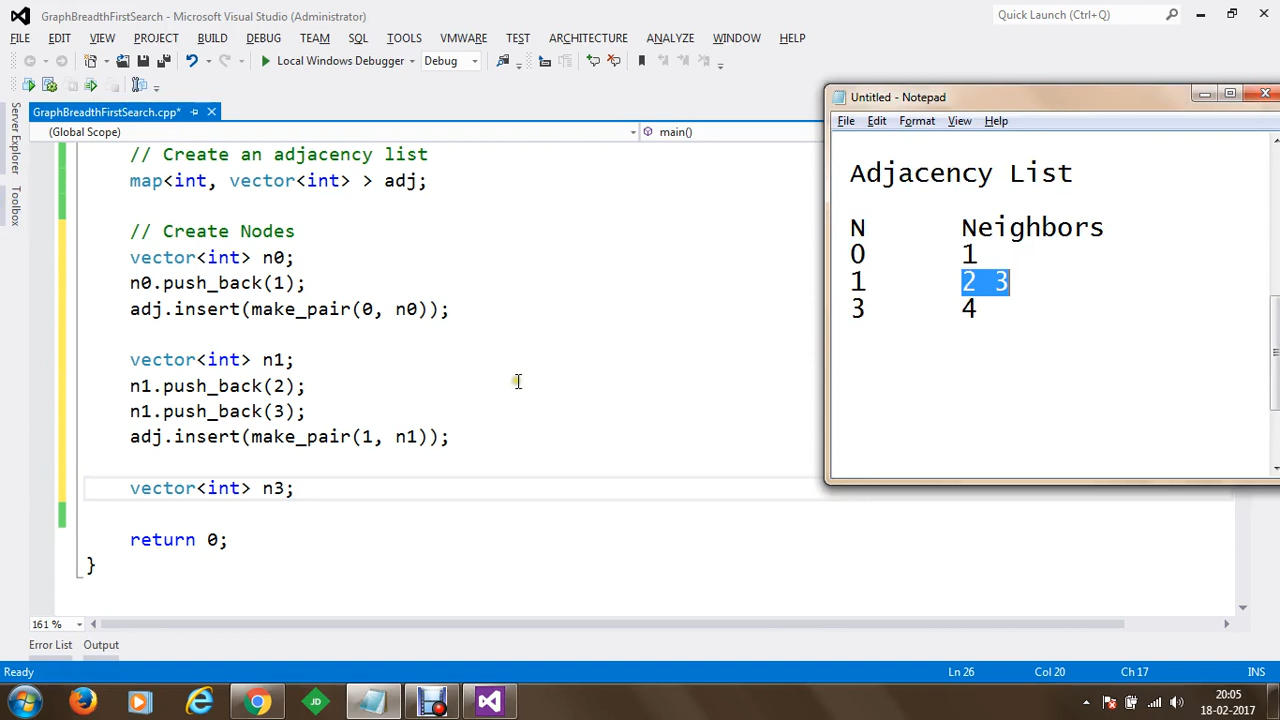 GraphBreadthFirstSearch - Microsoft Visual Studio (Administrator)
Quick Launch (Ctrl+Q)
FILE EDIT VIEW PROJECT BUILD DEBUG TEAM SQL TOOLS VMWARE TEST ARCHITECTURE ANALYZE WINDOW HELP
Local Windows Debugger Debug
Server Explorer
Toolbox
GraphBreadthFirstSearch.cpp*
(Global Scope) main()
// Create an adjacency list
map<int, vector<int> > adj;
// Create Nodes
vector<int> n0;
n0.push_back(1);
adj.insert(make_pair(0, n0));
vector<int> n1;
n1.push_back(2);
n1.push_back(3);
adj.insert(make_pair(1, n1));
vector<int> n3;
return 0;
}
161 %
Untitled - Notepad
File Edit Format View Help
Adjacency List
N Neighbors
0 1
1 2 3
3 4
Error List Output
Ready Ln 26 Col 20 Ch 17 INS
JD
20:05
18-02-2017